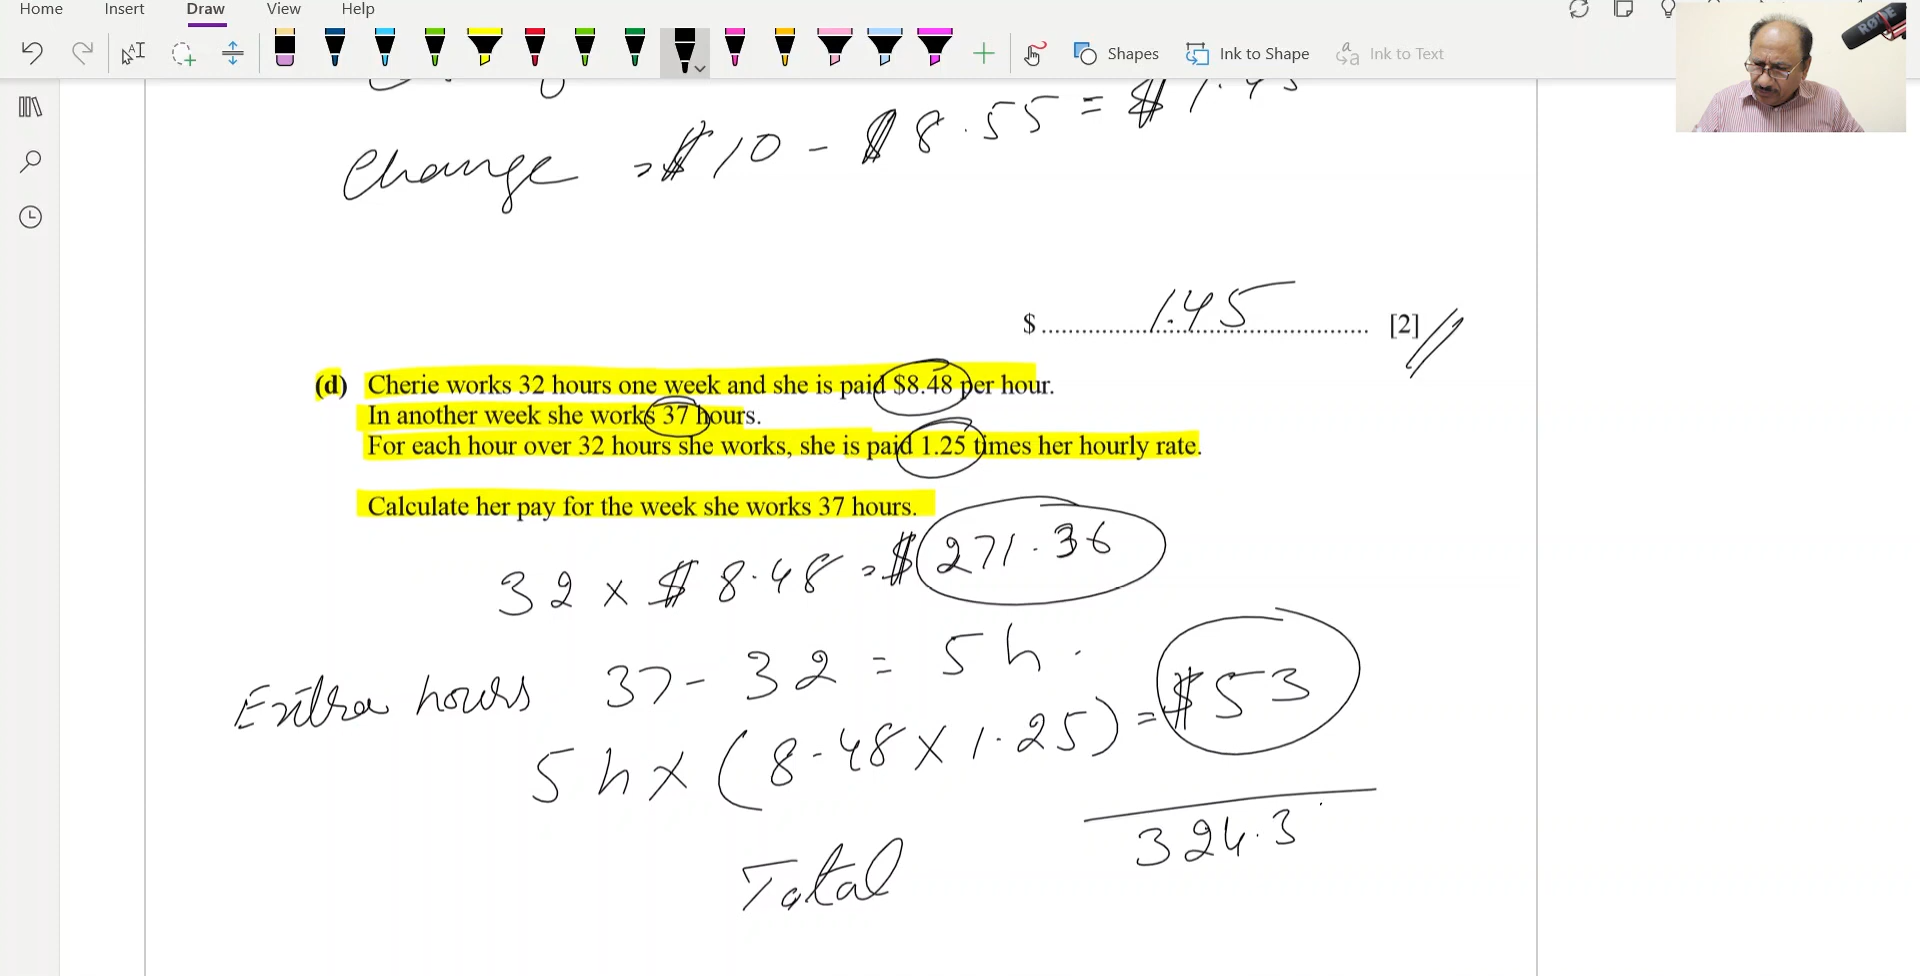 Home Insert Draw View Help
Shapes Ink to Shape Ink to Text
RØDE
Change = $10 - $8.55 = $1.45
$ ........ 1.45 ........ [2]
(d) Cherie works 32 hours one week and she is paid $8.48 per hour.
In another week she works 37 hours.
For each hour over 32 hours she works, she is paid 1.25 times her hourly rate.
Calculate her pay for the week she works 37 hours.
32 x $8.48 = $271.36
Extra hours 37 - 32 = 5h.
5h x (8.48 x 1.25) = $53
324.3
Total